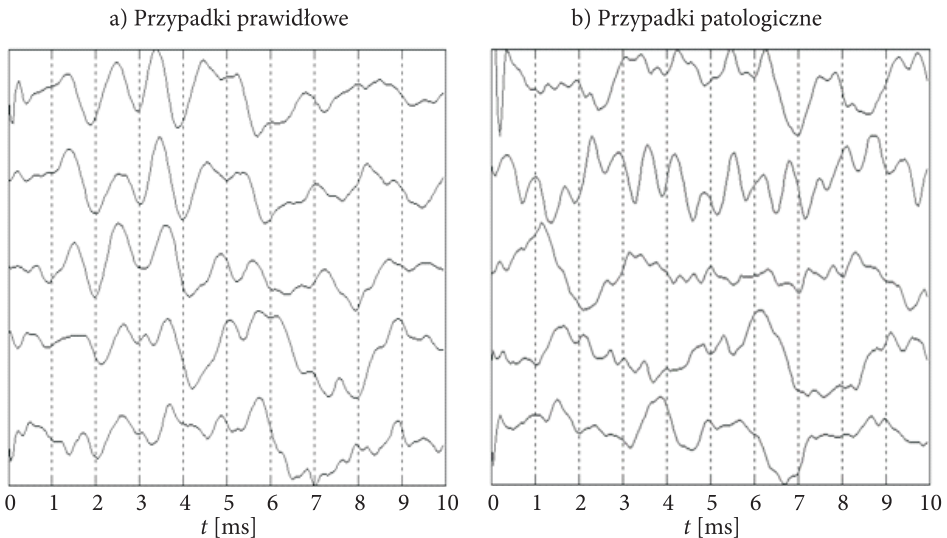 a) Przypadki prawidłowe
b) Przypadki patologiczne
0 1 2 3 4 5 6 7 8 9 10
0 1 2 3 4 5 6 7 8 9 10
t [ms]
t [ms]